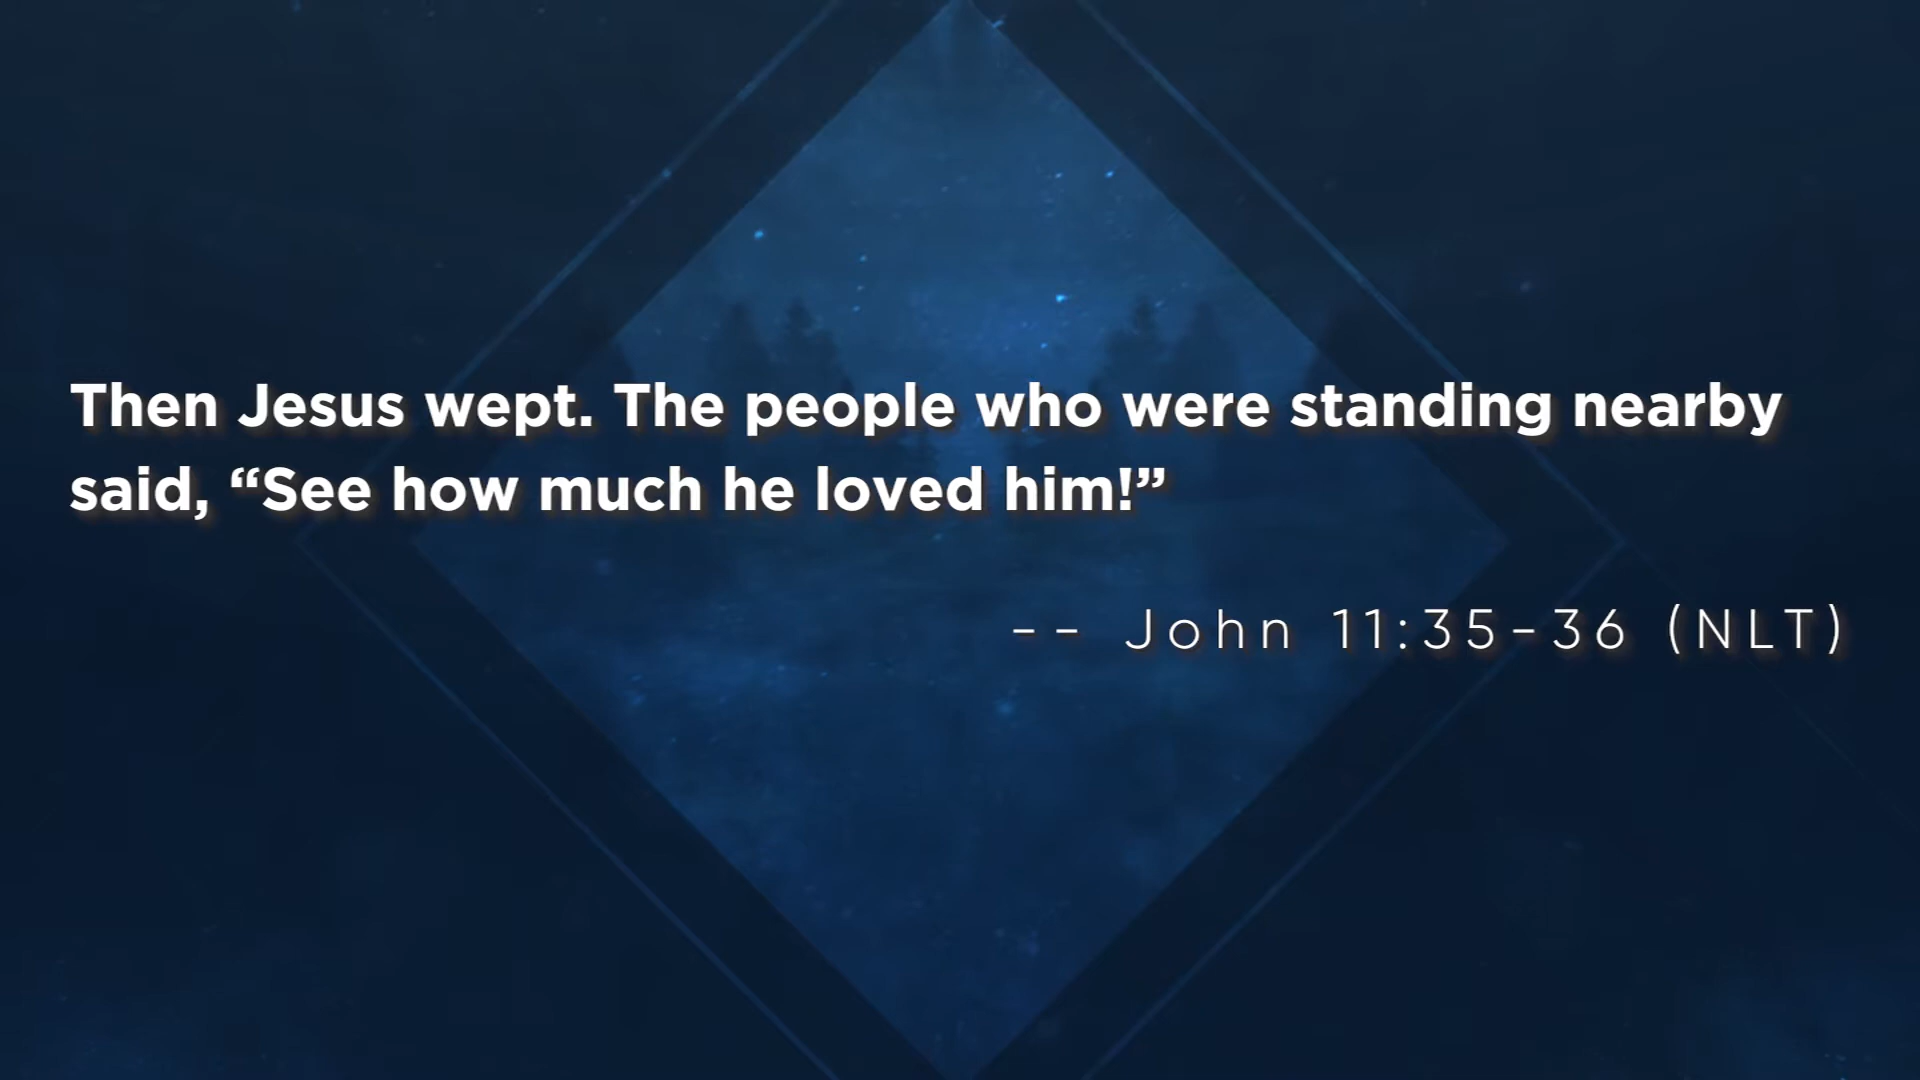 Then Jesus wept. The people who were standing nearby
said, “See how much he loved him!”
-- John 11:35-36 (NLT)